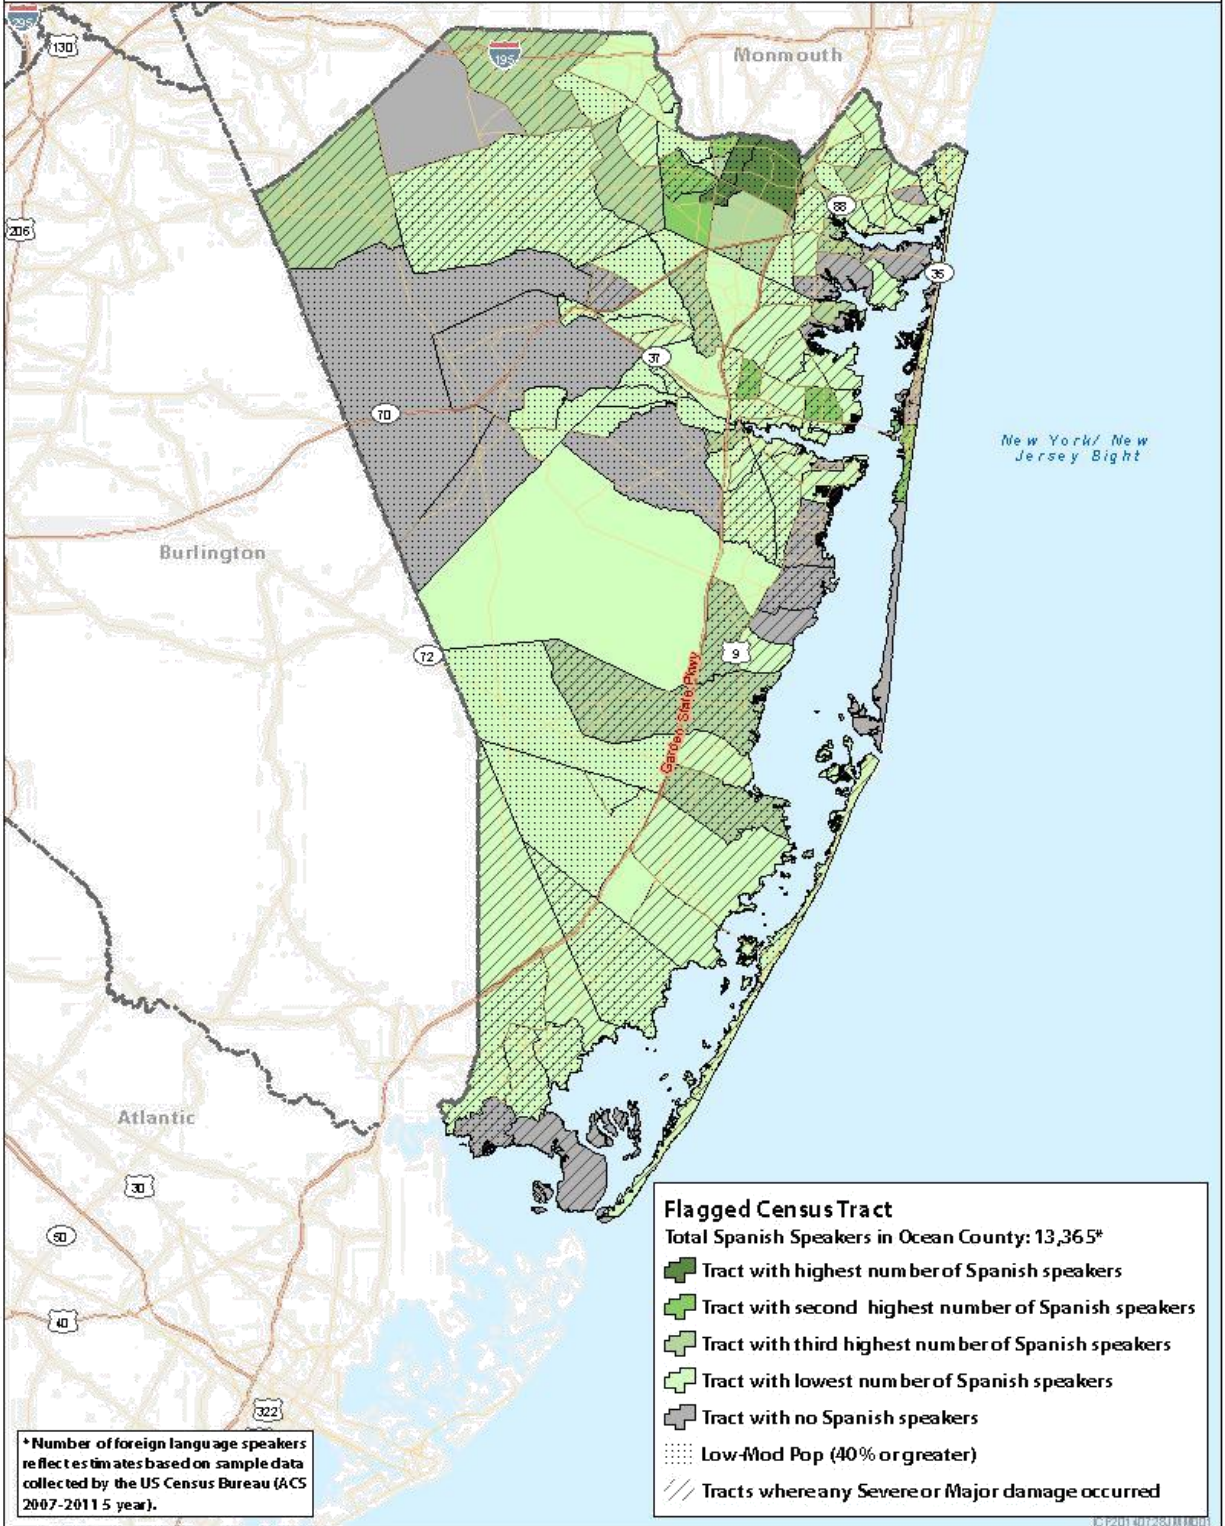 295
130
195
Monmouth
206
88
35
37
70
New York/ New
Jersey Bight
Burlington
72
9
Garden State Pkwy
Atlantic
30
50
40
322
Flagged Census Tract
Total Spanish Speakers in Ocean County: 13,365*
Tract with highest number of Spanish speakers
Tract with second highest number of Spanish speakers
Tract with third highest number of Spanish speakers
Tract with lowest number of Spanish speakers
Tract with no Spanish speakers
Low-Mod Pop (40% or greater)
Tracts where any Severe or Major damage occurred
*Number of foreign language speakers
reflect estimates based on sample data
collected by the US Census Bureau (ACS
2007-2011 5 year).